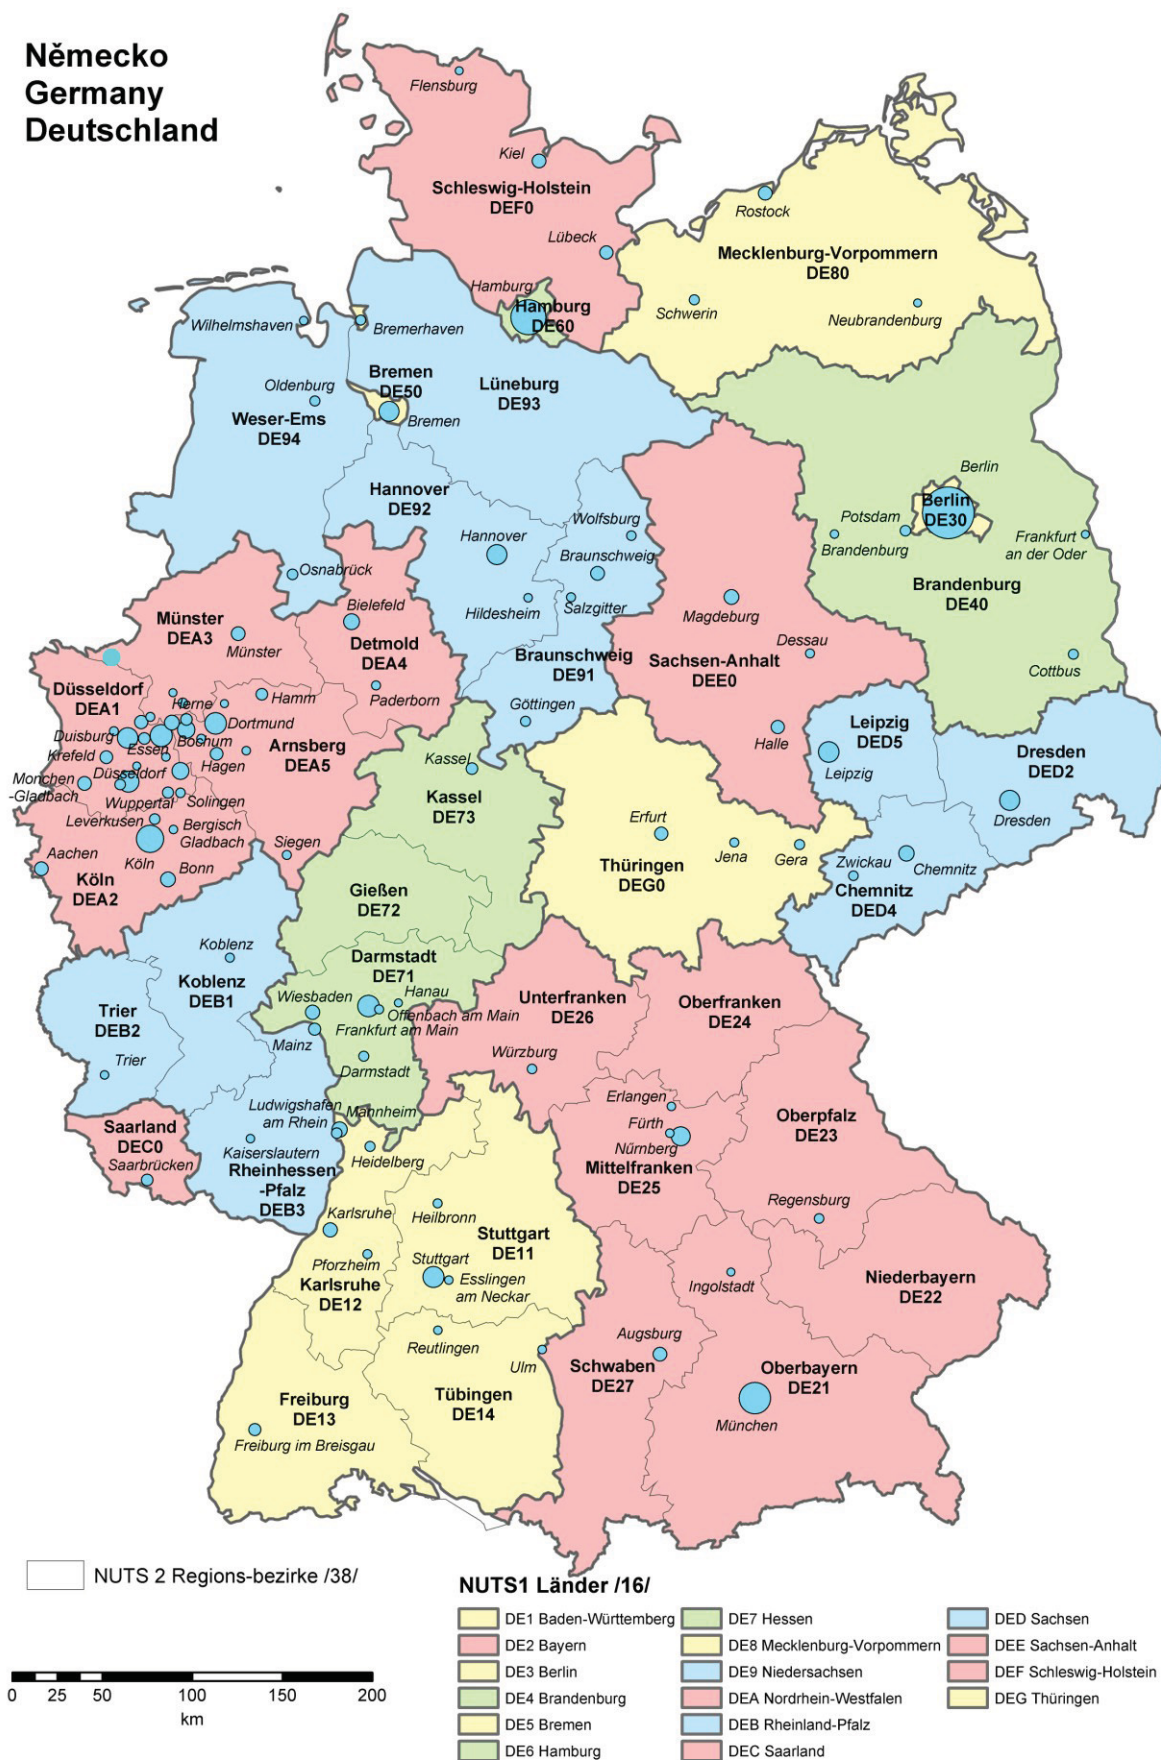 Německo
Germany
Deutschland
Flensburg
Kiel
Schleswig-Holstein
DEF0
Lübeck
Rostock
Mecklenburg-Vorpommern
DE80
Schwerin
Neubrandenburg
Hamburg
Hamburg
DE60
Wilhelmshaven
Bremerhaven
Bremen
DE50
Bremen
Oldenburg
Weser-Ems
DE94
Lüneburg
DE93
Hannover
DE92
Hannover
Wolfsburg
Braunschweig
Hildesheim
Salzgitter
Braunschweig
DE91
Göttingen
Osnabrück
Berlin
Berlin
DE30
Potsdam
Brandenburg
Frankfurt
an der Oder
Brandenburg
DE40
Cottbus
Magdeburg
Dessau
Sachsen-Anhalt
DEE0
Halle
Münster
DEA3
Münster
Bielefeld
Detmold
DEA4
Paderborn
Düsseldorf
DEA1
Herne
Hamm
Dortmund
Duisburg
Essen
Bochum
Krefeld
Hagen
Arnsberg
DEA5
Düsseldorf
Monchen
-Gladbach
Wuppertal
Solingen
Leverkusen
Bergisch
Gladbach
Aachen
Köln
Bonn
Siegen
Köln
DEA2
Kassel
Kassel
DE73
Gießen
DE72
Darmstadt
DE71
Wiesbaden
Hanau
Offenbach am Main
Frankfurt am Main
Mainz
Darmstadt
Erfurt
Jena
Gera
Thüringen
DEG0
Leipzig
DED5
Leipzig
Dresden
DED2
Dresden
Zwickau
Chemnitz
Chemnitz
DED4
Koblenz
Koblenz
DEB1
Trier
DEB2
Trier
Saarland
DEC0
Saarbrücken
Ludwigshafen
am Rhein
Mannheim
Kaiserslautern
Heidelberg
Rheinhessen
-Pfalz
DEB3
Unterfranken
DE26
Würzburg
Oberfranken
DE24
Erlangen
Fürth
Nürnberg
Mittelfranken
DE25
Oberpfalz
DE23
Regensburg
Karlsruhe
Pforzheim
Karlsruhe
DE12
Heilbronn
Stuttgart
DE11
Stuttgart
Esslingen
am Neckar
Reutlingen
Ulm
Tübingen
DE14
Freiburg
DE13
Freiburg im Breisgau
Ingolstadt
Niederbayern
DE22
Augsburg
Schwaben
DE27
Oberbayern
DE21
München
NUTS 2 Regions-bezirke /38/
0 25 50 100 150 200
km
NUTS1 Länder /16/
DE1 Baden-Württemberg
DE2 Bayern
DE3 Berlin
DE4 Brandenburg
DE5 Bremen
DE6 Hamburg
DE7 Hessen
DE8 Mecklenburg-Vorpommern
DE9 Niedersachsen
DEA Nordrhein-Westfalen
DEB Rheinland-Pfalz
DEC Saarland
DED Sachsen
DEE Sachsen-Anhalt
DEF Schleswig-Holstein
DEG Thüringen